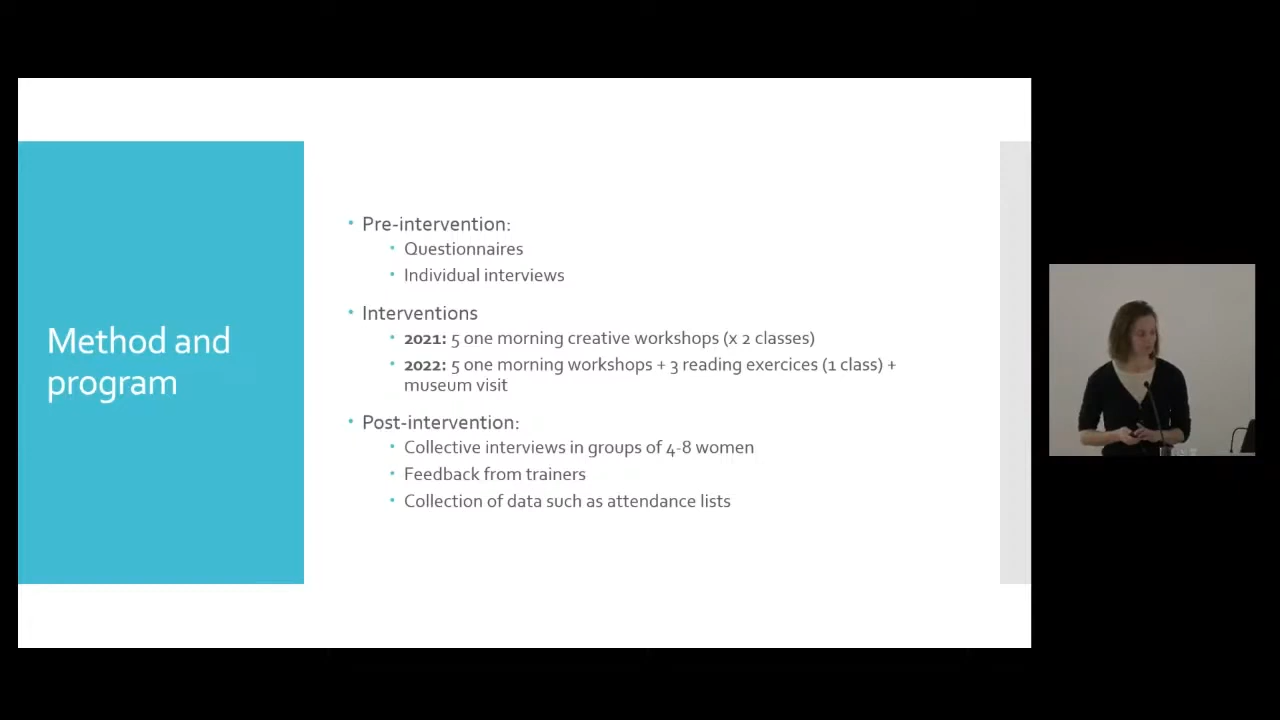 Method and
program
• Pre-intervention:
• Questionnaires
• Individual interviews
• Interventions
• 2021: 5 one morning creative workshops (x 2 classes)
• 2022: 5 one morning workshops + 3 reading exercices (1 class) +
museum visit
• Post-intervention:
• Collective interviews in groups of 4-8 women
• Feedback from trainers
• Collection of data such as attendance lists